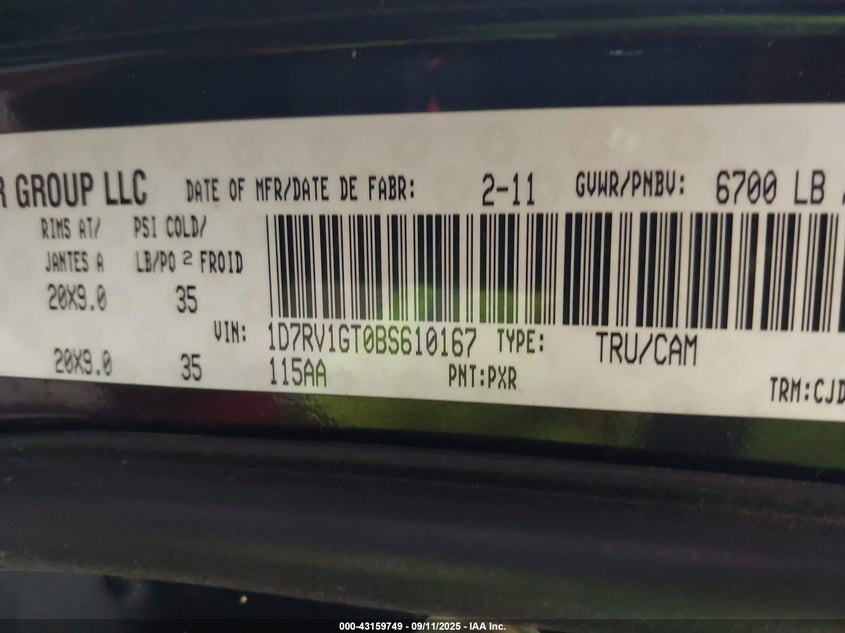 R GROUP LLC DATE OF MFR/DATE DE FABR: 2-11 GVWR/PNBV: 6700 LB
RIMS AT/ PSI COLD/
JANTES A LB/PO 2 FROID
20X9.0 35
VIN: 1D7RV1GT0BS610167 TYPE: TRU/CAM
20X9.0 35 115AA PNT:PXR TRM:CJD
000-43159749 - 09/11/2025 - IAA Inc.